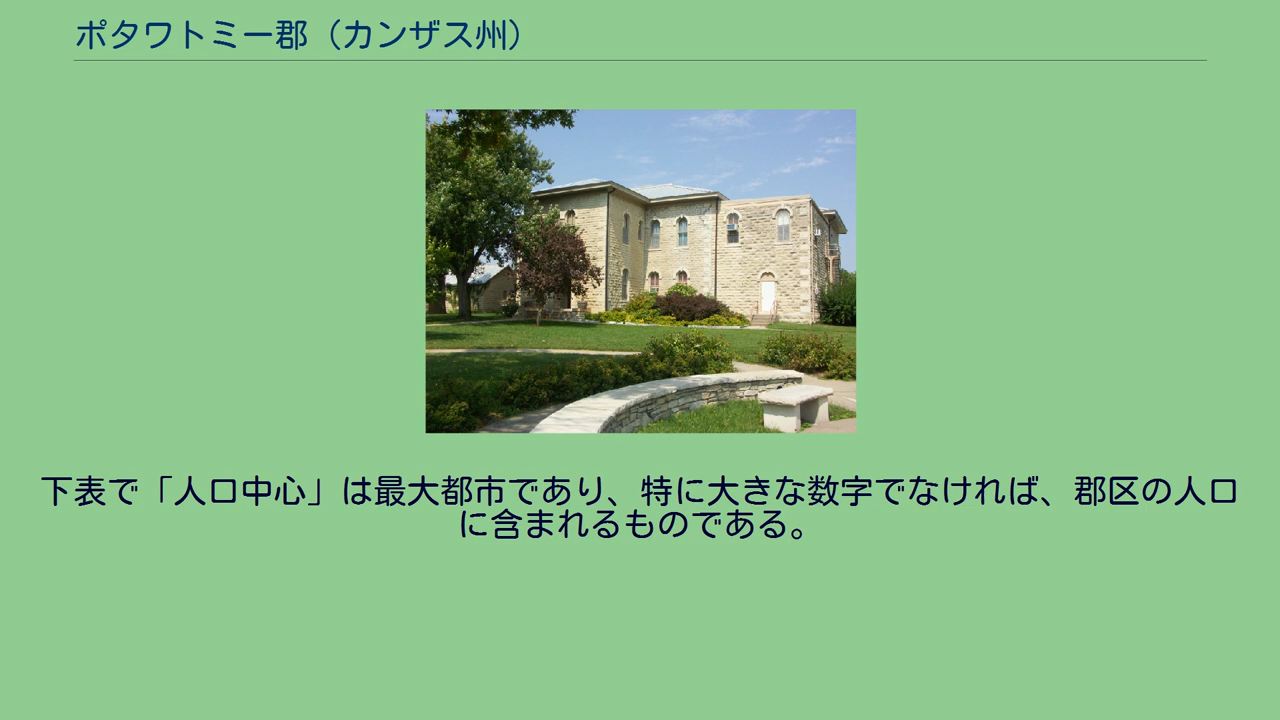 ポタワトミー郡（カンザス州）
下表で「人口中心」は最大都市であり、特に大きな数字でなければ、郡区の人口
に含まれるものである。